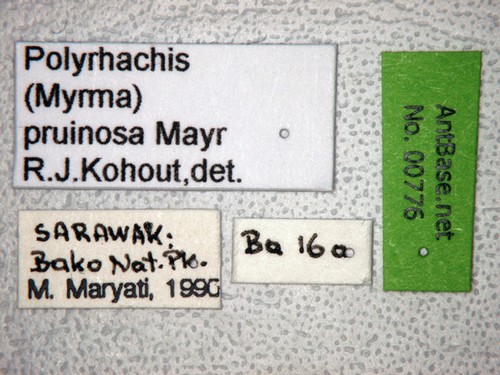 Polyrhachis
(Myrma)
pruinosa Mayr
R.J.Kohout,det.
SARAWAK:
Bako Nat. Pk.
M. Maryati, 1990
Ba 16a
AntBase.net
No. 00776